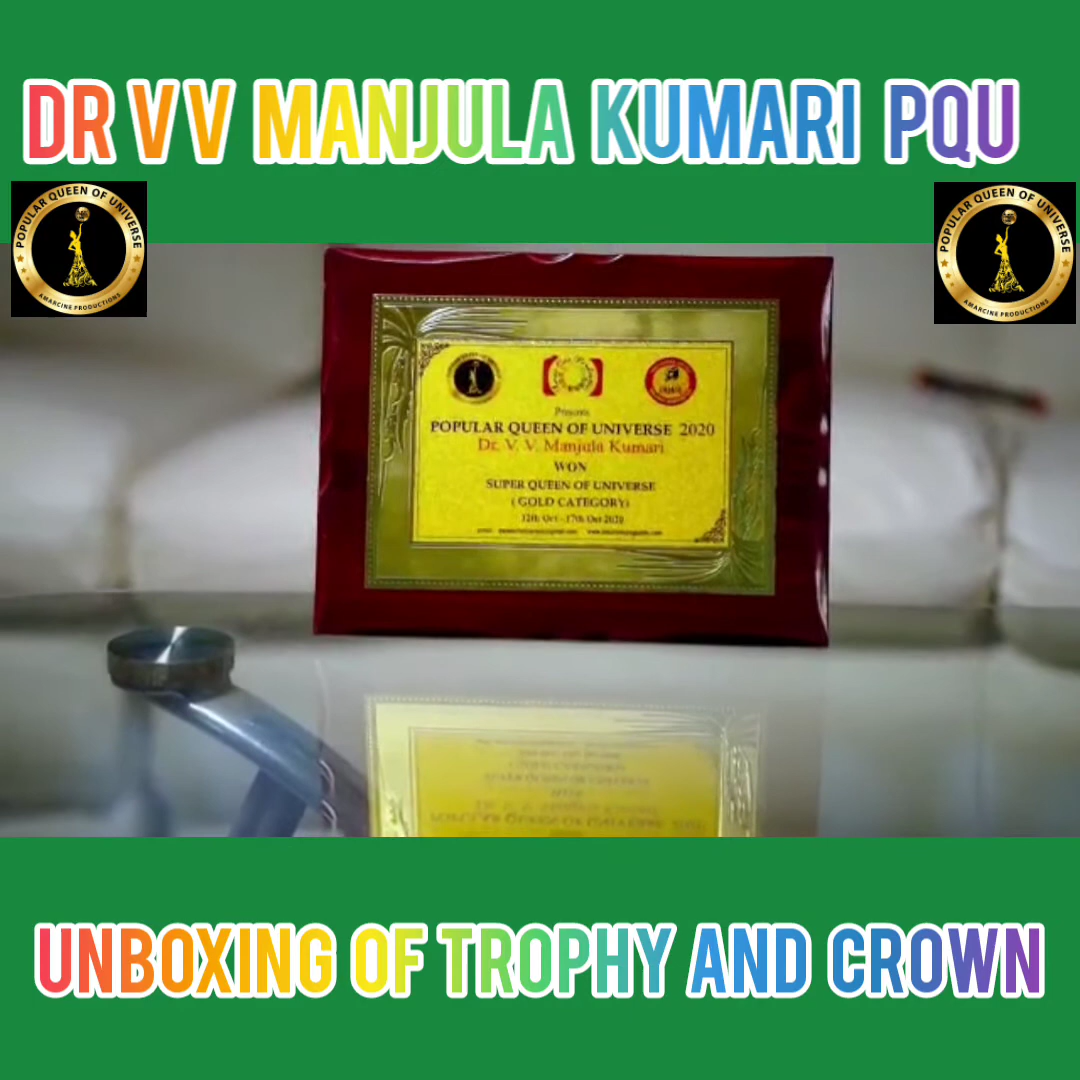 DR V V MANJULA KUMARI PQU
POPULAR QUEEN OF UNIVERSE
AMARCINE PRODUCTIONS
POPULAR QUEEN OF UNIVERSE
AMARCINE PRODUCTIONS
Presents
POPULAR QUEEN OF UNIVERSE 2020
Dr. V. V. Manjula Kumari
WON
SUPER QUEEN OF UNIVERSE
( GOLD CATEGORY)
12th Oct - 17th Oct 2020
UNBOXING OF TROPHY AND CROWN